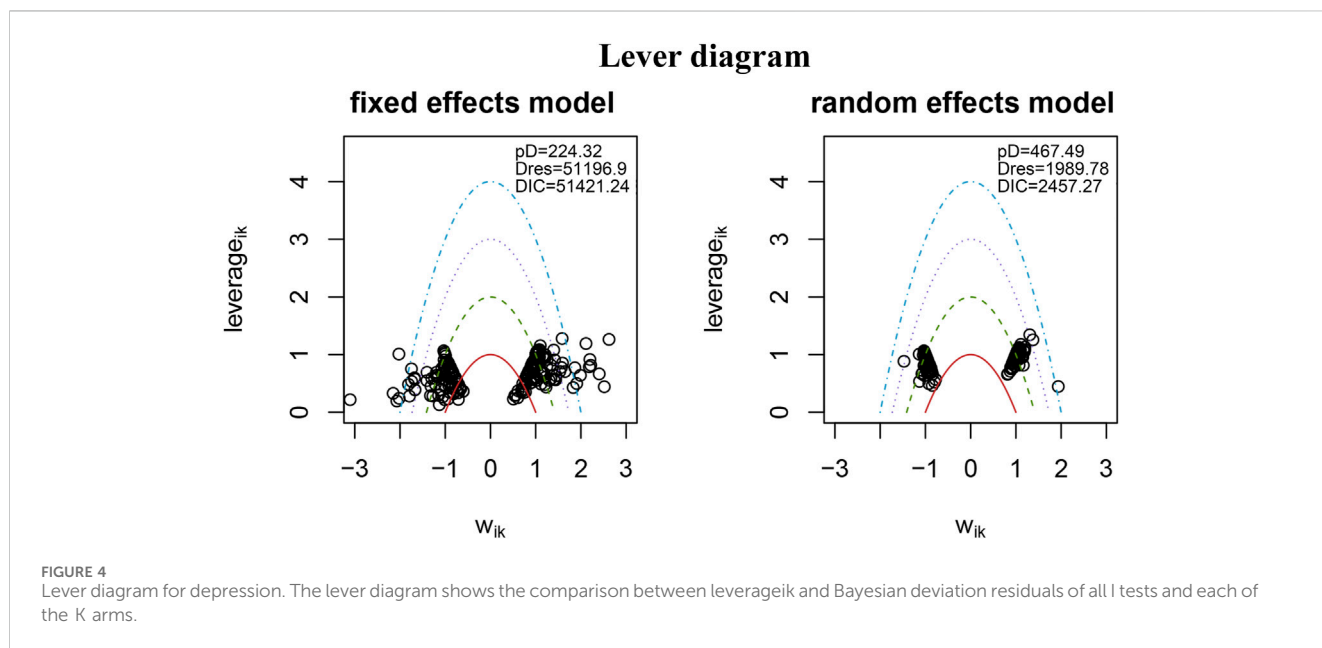 Lever diagram
fixed effects model
random effects model
pD=224.32
Dres=51196.9
DIC=51421.24
leverage_ik
4
3
2
1
0
−3
−1
0
1
2
3
w_ik
pD=467.49
Dres=1989.78
DIC=2457.27
leverage_ik
4
3
2
1
0
−3
−1
0
1
2
3
w_ik
FIGURE 4
Lever diagram for depression. The lever diagram shows the comparison between leverageik and Bayesian deviation residuals of all I tests and each of
the K arms.